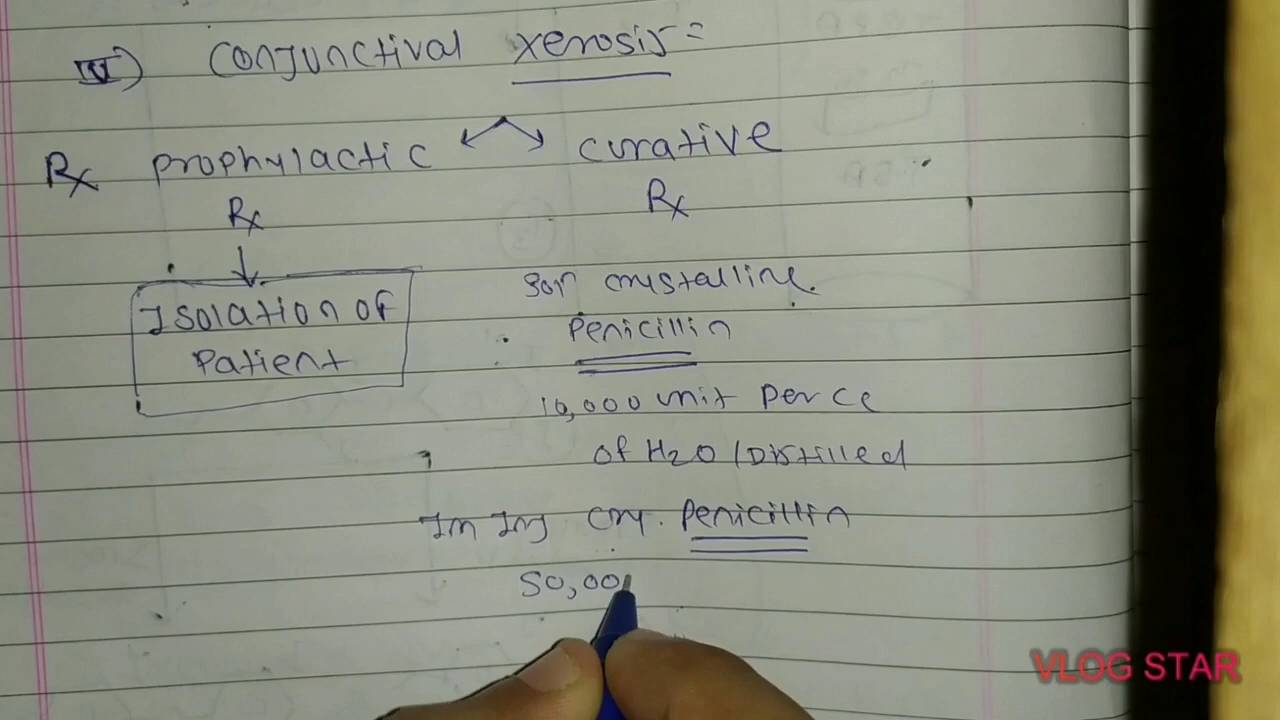 IV) Conjunctival xerosis =
Rx prophylactic curative
Rx Rx
Isolation of
Patient
crystalline.
Penicillin
10,000 unit per cc
of H2O / Distilled
Im Inj cry. Penicillin
50,00
VLOG STAR